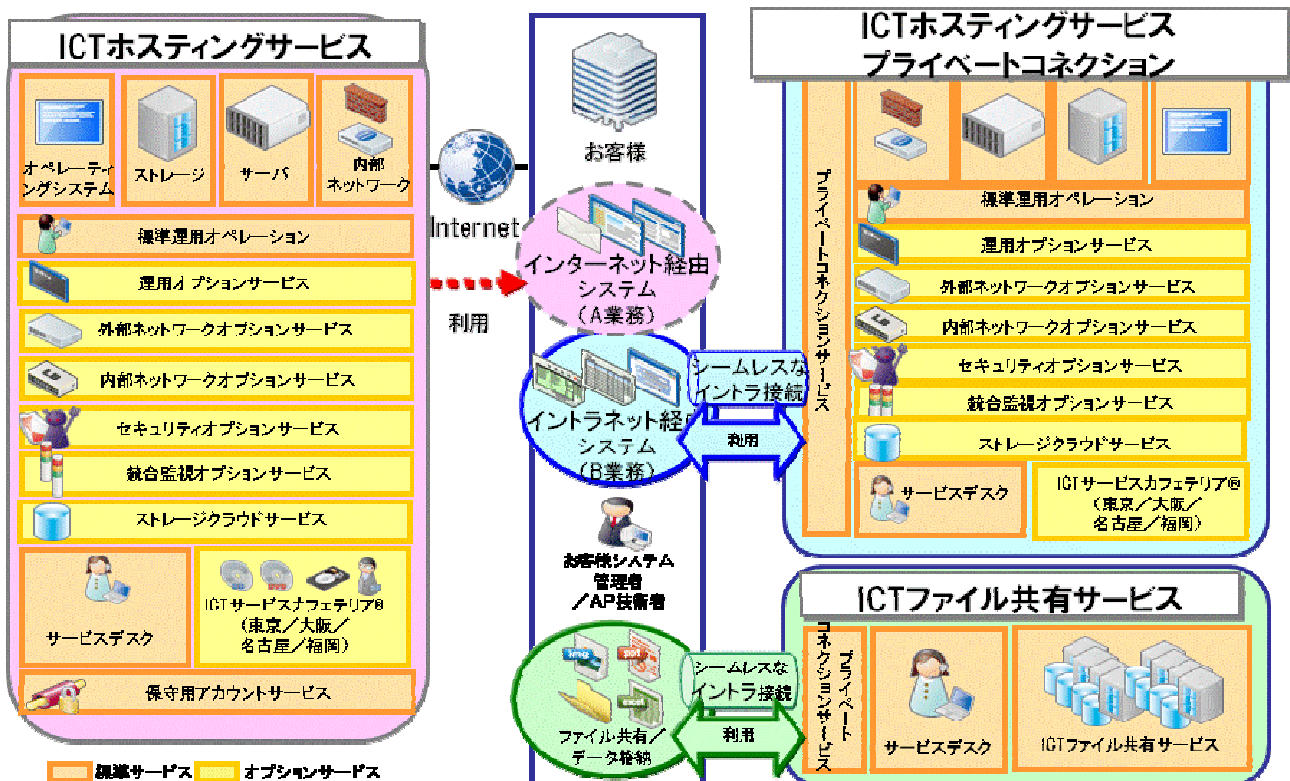 ICTホスティングサービス
オペレーティ
ングシステム
ストレージ
サーバ
内部
ネットワーク
標準運用オペレーション
運用オプションサービス
外部ネットワークオプションサービス
内部ネットワークオプションサービス
セキュリティオプションサービス
統合監視オプションサービス
ストレージクラウドサービス
サービスデスク
ICTサービスカフェテリア®
(東京/大阪/
名古屋/福岡)
保守用アカウントサービス
標準サービス
オプションサービス
Internet
利用
お客様
インターネット経由
システム
(A業務)
イントラネット経由
システム
(B業務)
シームレスな
イントラ接続
利用
お客様システム
管理者
/AP技術者
ファイル共有/
データ格納
シームレスな
イントラ接続
利用
ICTホスティングサービス
プライベートコネクション
プライベートコネクションサービス
標準運用オペレーション
運用オプションサービス
外部ネットワークオプションサービス
内部ネットワークオプションサービス
セキュリティオプションサービス
統合監視オプションサービス
ストレージクラウドサービス
サービスデスク
ICTサービスカフェテリア®
(東京/大阪/
名古屋/福岡)
ICTファイル共有サービス
プライベート
コネクションサービス
サービスデスク
ICTファイル共有サービス